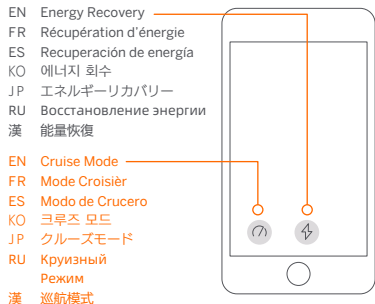 EN Energy Recovery
FR Récupération d'énergie
ES Recuperación de energía
KO 에너지 회수
JP エネルギーリカバリー
RU Восстановление энергии
漢 能量恢復
EN Cruise Mode
FR Mode Croisièr
ES Modo de Crucero
KO 크루즈 모드
JP クルーズモード
RU Круизный
Режим
漢 巡航模式